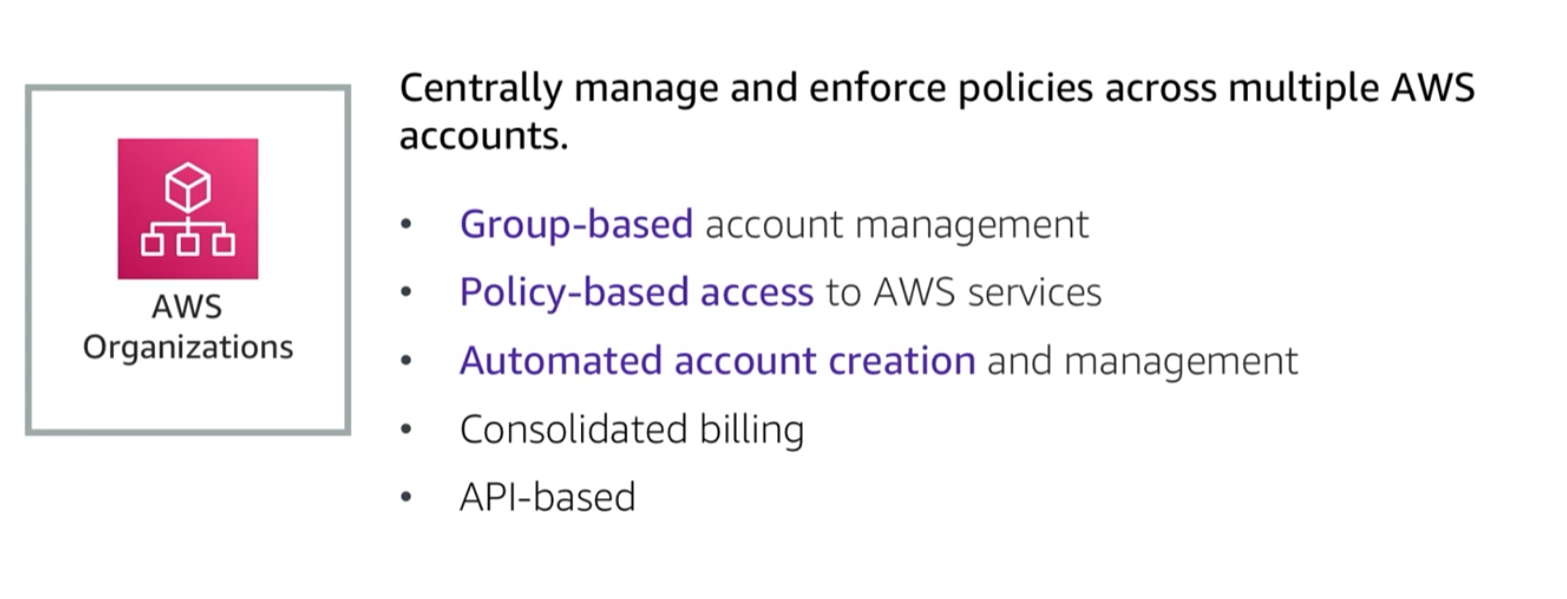 AWS
Organizations
Centrally manage and enforce policies across multiple AWS
accounts.
• Group-based account management
• Policy-based access to AWS services
• Automated account creation and management
• Consolidated billing
• API-based